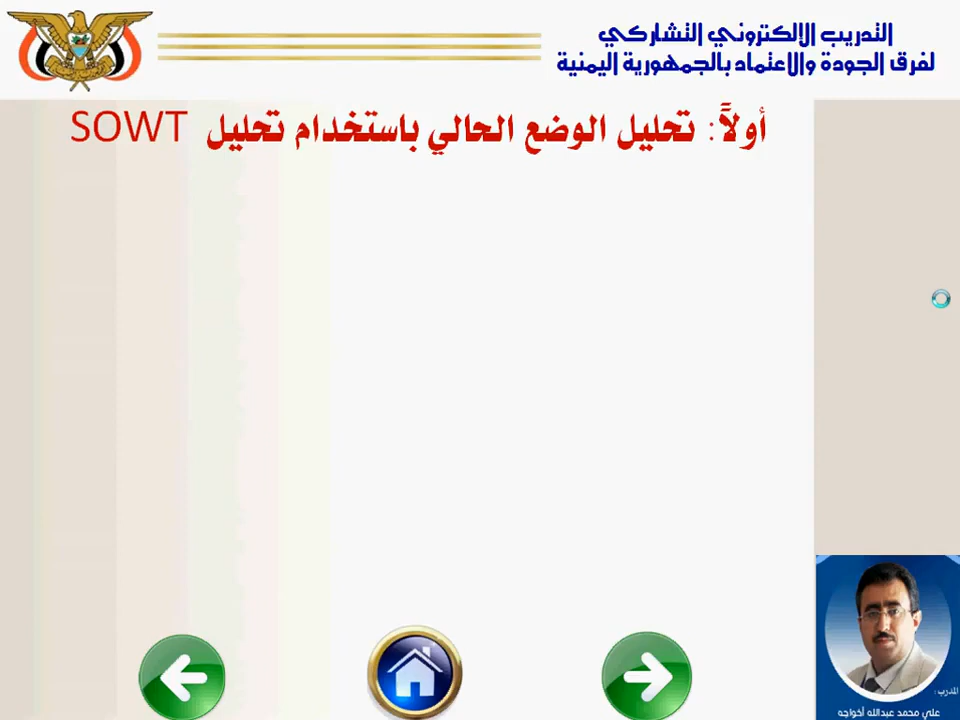 التدريب الإلكتروني التشاركي
لفرق الجودة والاعتماد بالجمهورية اليمنية
أولاً: تحليل الوضع الحالي باستخدام تحليل SOWT
المدرب:
علي محمد عبدالله أخواجه